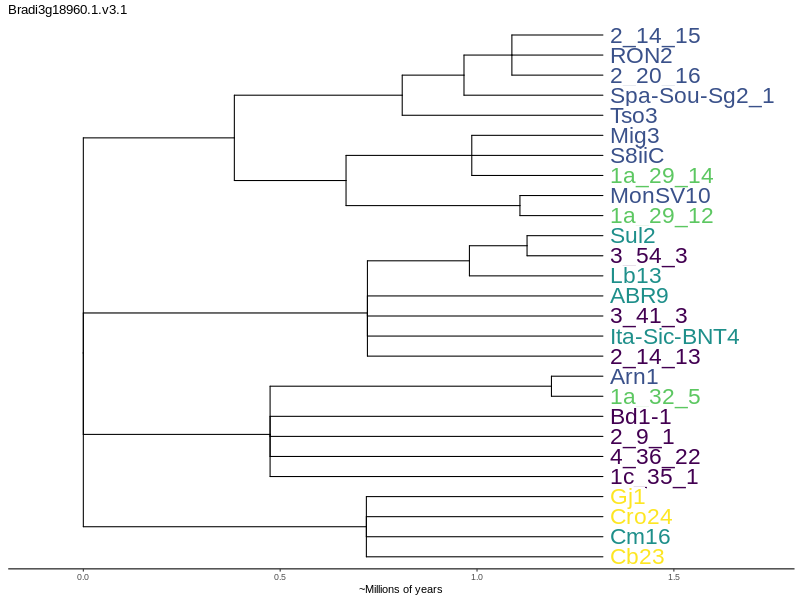 Bradi3g18960.1.v3.1
2_14_15
RON2
2_20_16
Spa-Sou-Sg2_1
Tso3
Mig3
S8iiC
1a_29_14
MonSV10
1a_29_12
Sul2
3_54_3
Lb13
ABR9
3_41_3
Ita-Sic-BNT4
2_14_13
Arn1
1a_32_5
Bd1-1
2_9_1
4_36_22
1c_35_1
Gj1
Cro24
Cm16
Cb23
0.0 0.5 1.0 1.5
~Millions of years